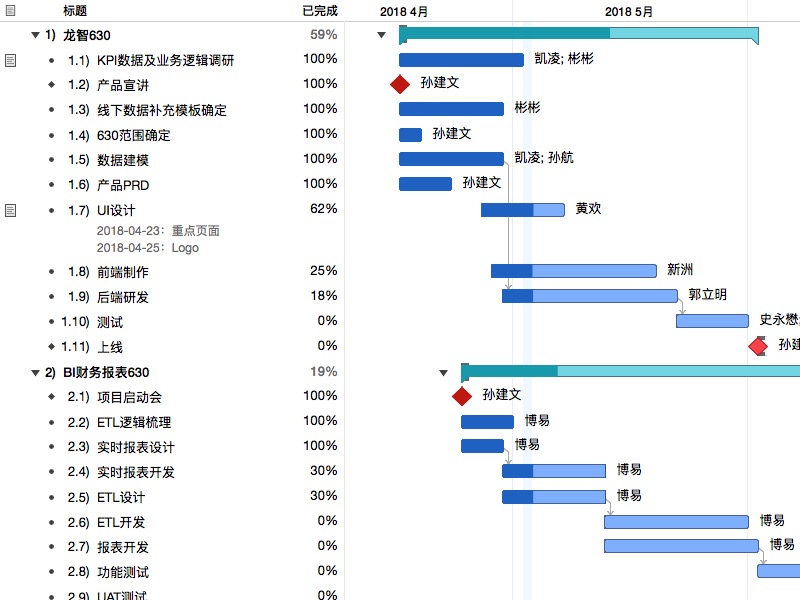 标题 已完成 2018 4月 2018 5月
1) 龙智630 59%
1.1) KPI数据及业务逻辑调研 100% 凯凌; 彬彬
1.2) 产品宣讲 100% 孙建文
1.3) 线下数据补充模板确定 100% 彬彬
1.4) 630范围确定 100% 孙建文
1.5) 数据建模 100% 凯凌; 孙航
1.6) 产品PRD 100% 孙建文
1.7) UI设计 62% 黄欢
2018-04-23：重点页面
2018-04-25：Logo
1.8) 前端制作 25% 新洲
1.9) 后端研发 18% 郭立明
1.10) 测试 0% 史永懋;
1.11) 上线 0% 孙建
2) BI财务报表630 19%
2.1) 项目启动会 100% 孙建文
2.2) ETL逻辑梳理 100% 博易
2.3) 实时报表设计 100% 博易
2.4) 实时报表开发 30% 博易
2.5) ETL设计 30% 博易
2.6) ETL开发 0% 博易
2.7) 报表开发 0% 博易
2.8) 功能测试 0%
2.9) UAT测试 0%